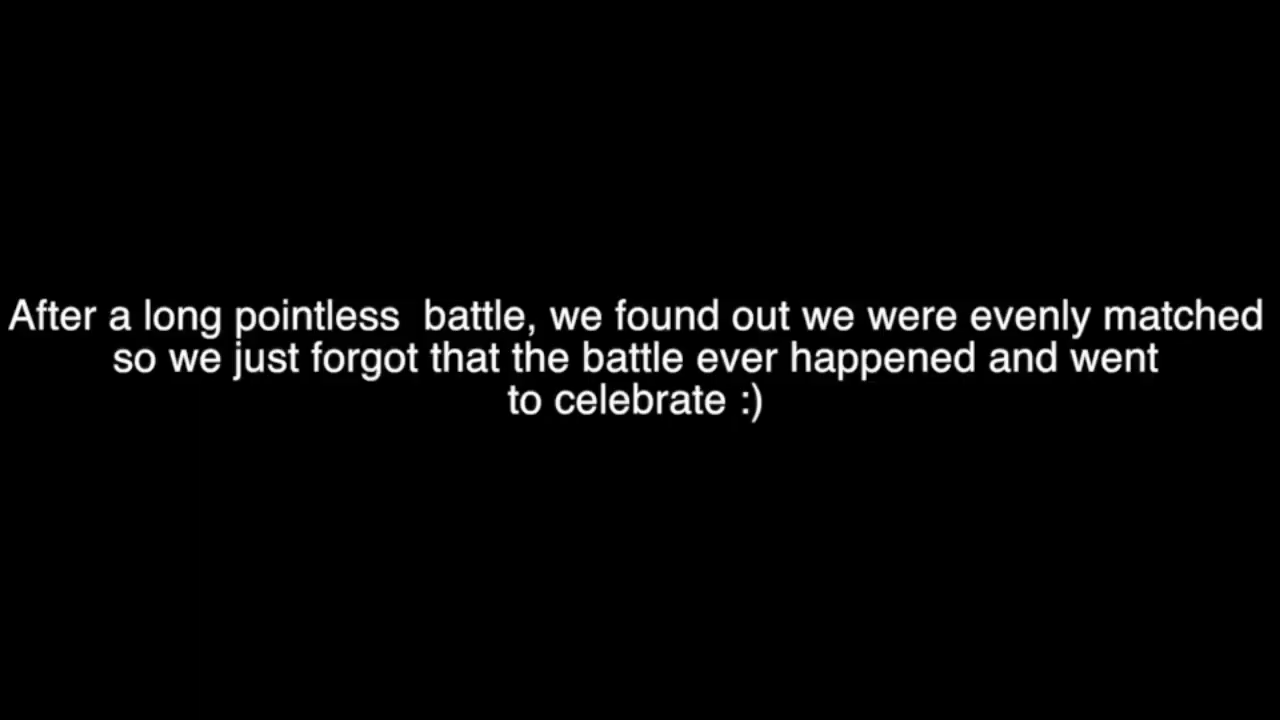 After a long pointless  battle, we found out we were evenly matched
so we just forgot that the battle ever happened and went
to celebrate :)